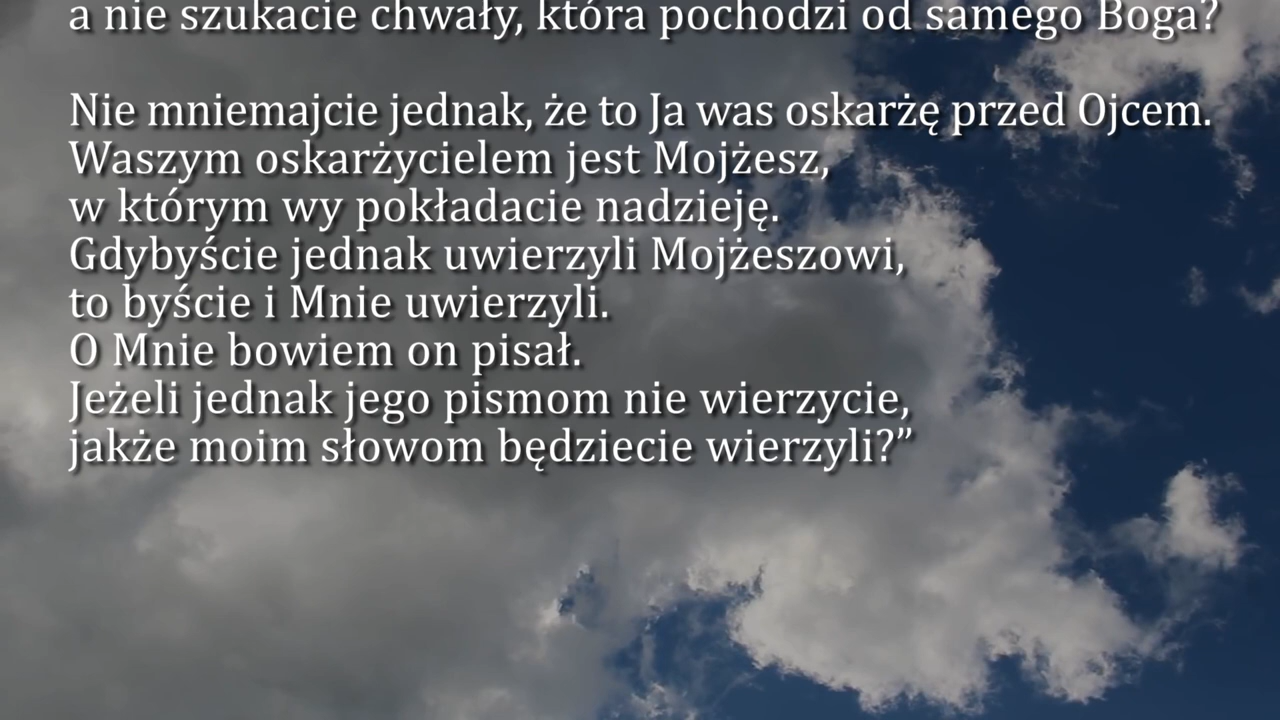 a nie szukacie chwały, która pochodzi od samego Boga?
Nie mniemajcie jednak, że to Ja was oskarżę przed Ojcem.
Waszym oskarżycielem jest Mojżesz,
w którym wy pokładacie nadzieję.
Gdybyście jednak uwierzyli Mojżeszowi,
to byście i Mnie uwierzyli.
O Mnie bowiem on pisał.
Jeżeli jednak jego pismom nie wierzycie,
jakże moim słowom będziecie wierzyli?”